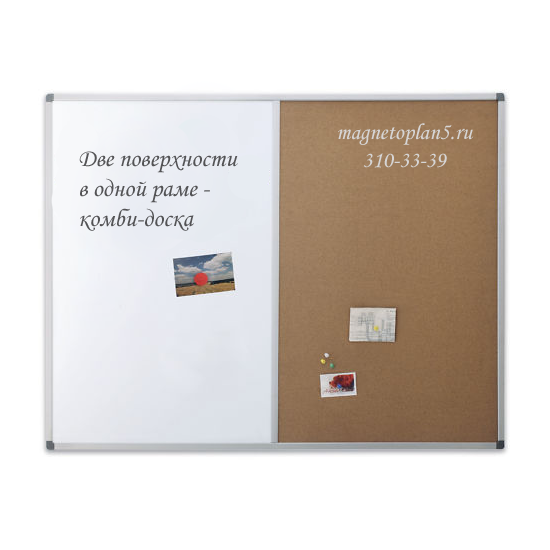 Две поверхности
в одной раме -
комби-доска
magnetoplan5.ru
310-33-39